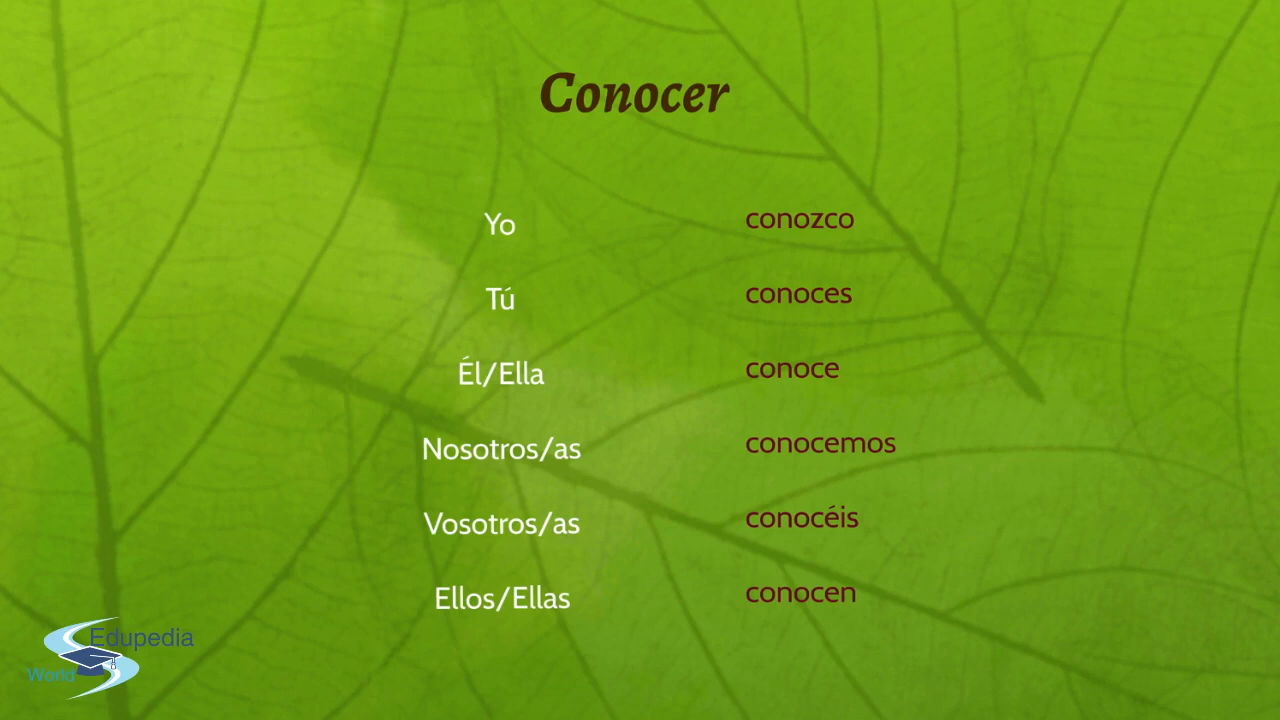 Conocer
Yo conozco
Tú conoces
Él/Ella conoce
Nosotros/as conocemos
Vosotros/as conocéis
Ellos/Ellas conocen
Edupedia
World